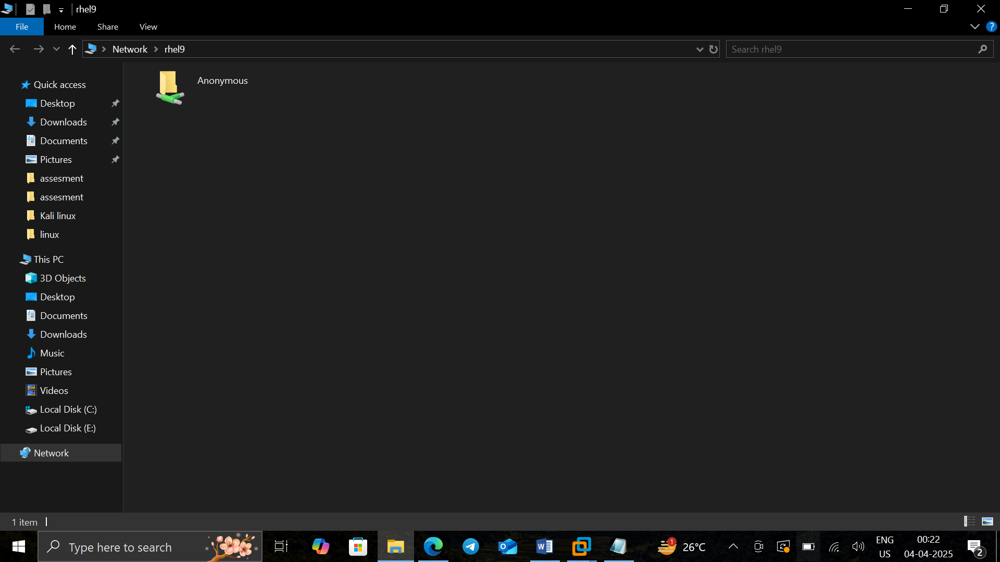 rhel9
File Home Share View
?
Network rhel9
Search rhel9
Quick access
Desktop
Downloads
Documents
Pictures
assesment
assesment
Kali linux
linux
This PC
3D Objects
Desktop
Documents
Downloads
Music
Pictures
Videos
Local Disk (C:)
Local Disk (E:)
Network
Anonymous
1 item
Type here to search
1
26°C
ENG
US
00:22
04-04-2025
2